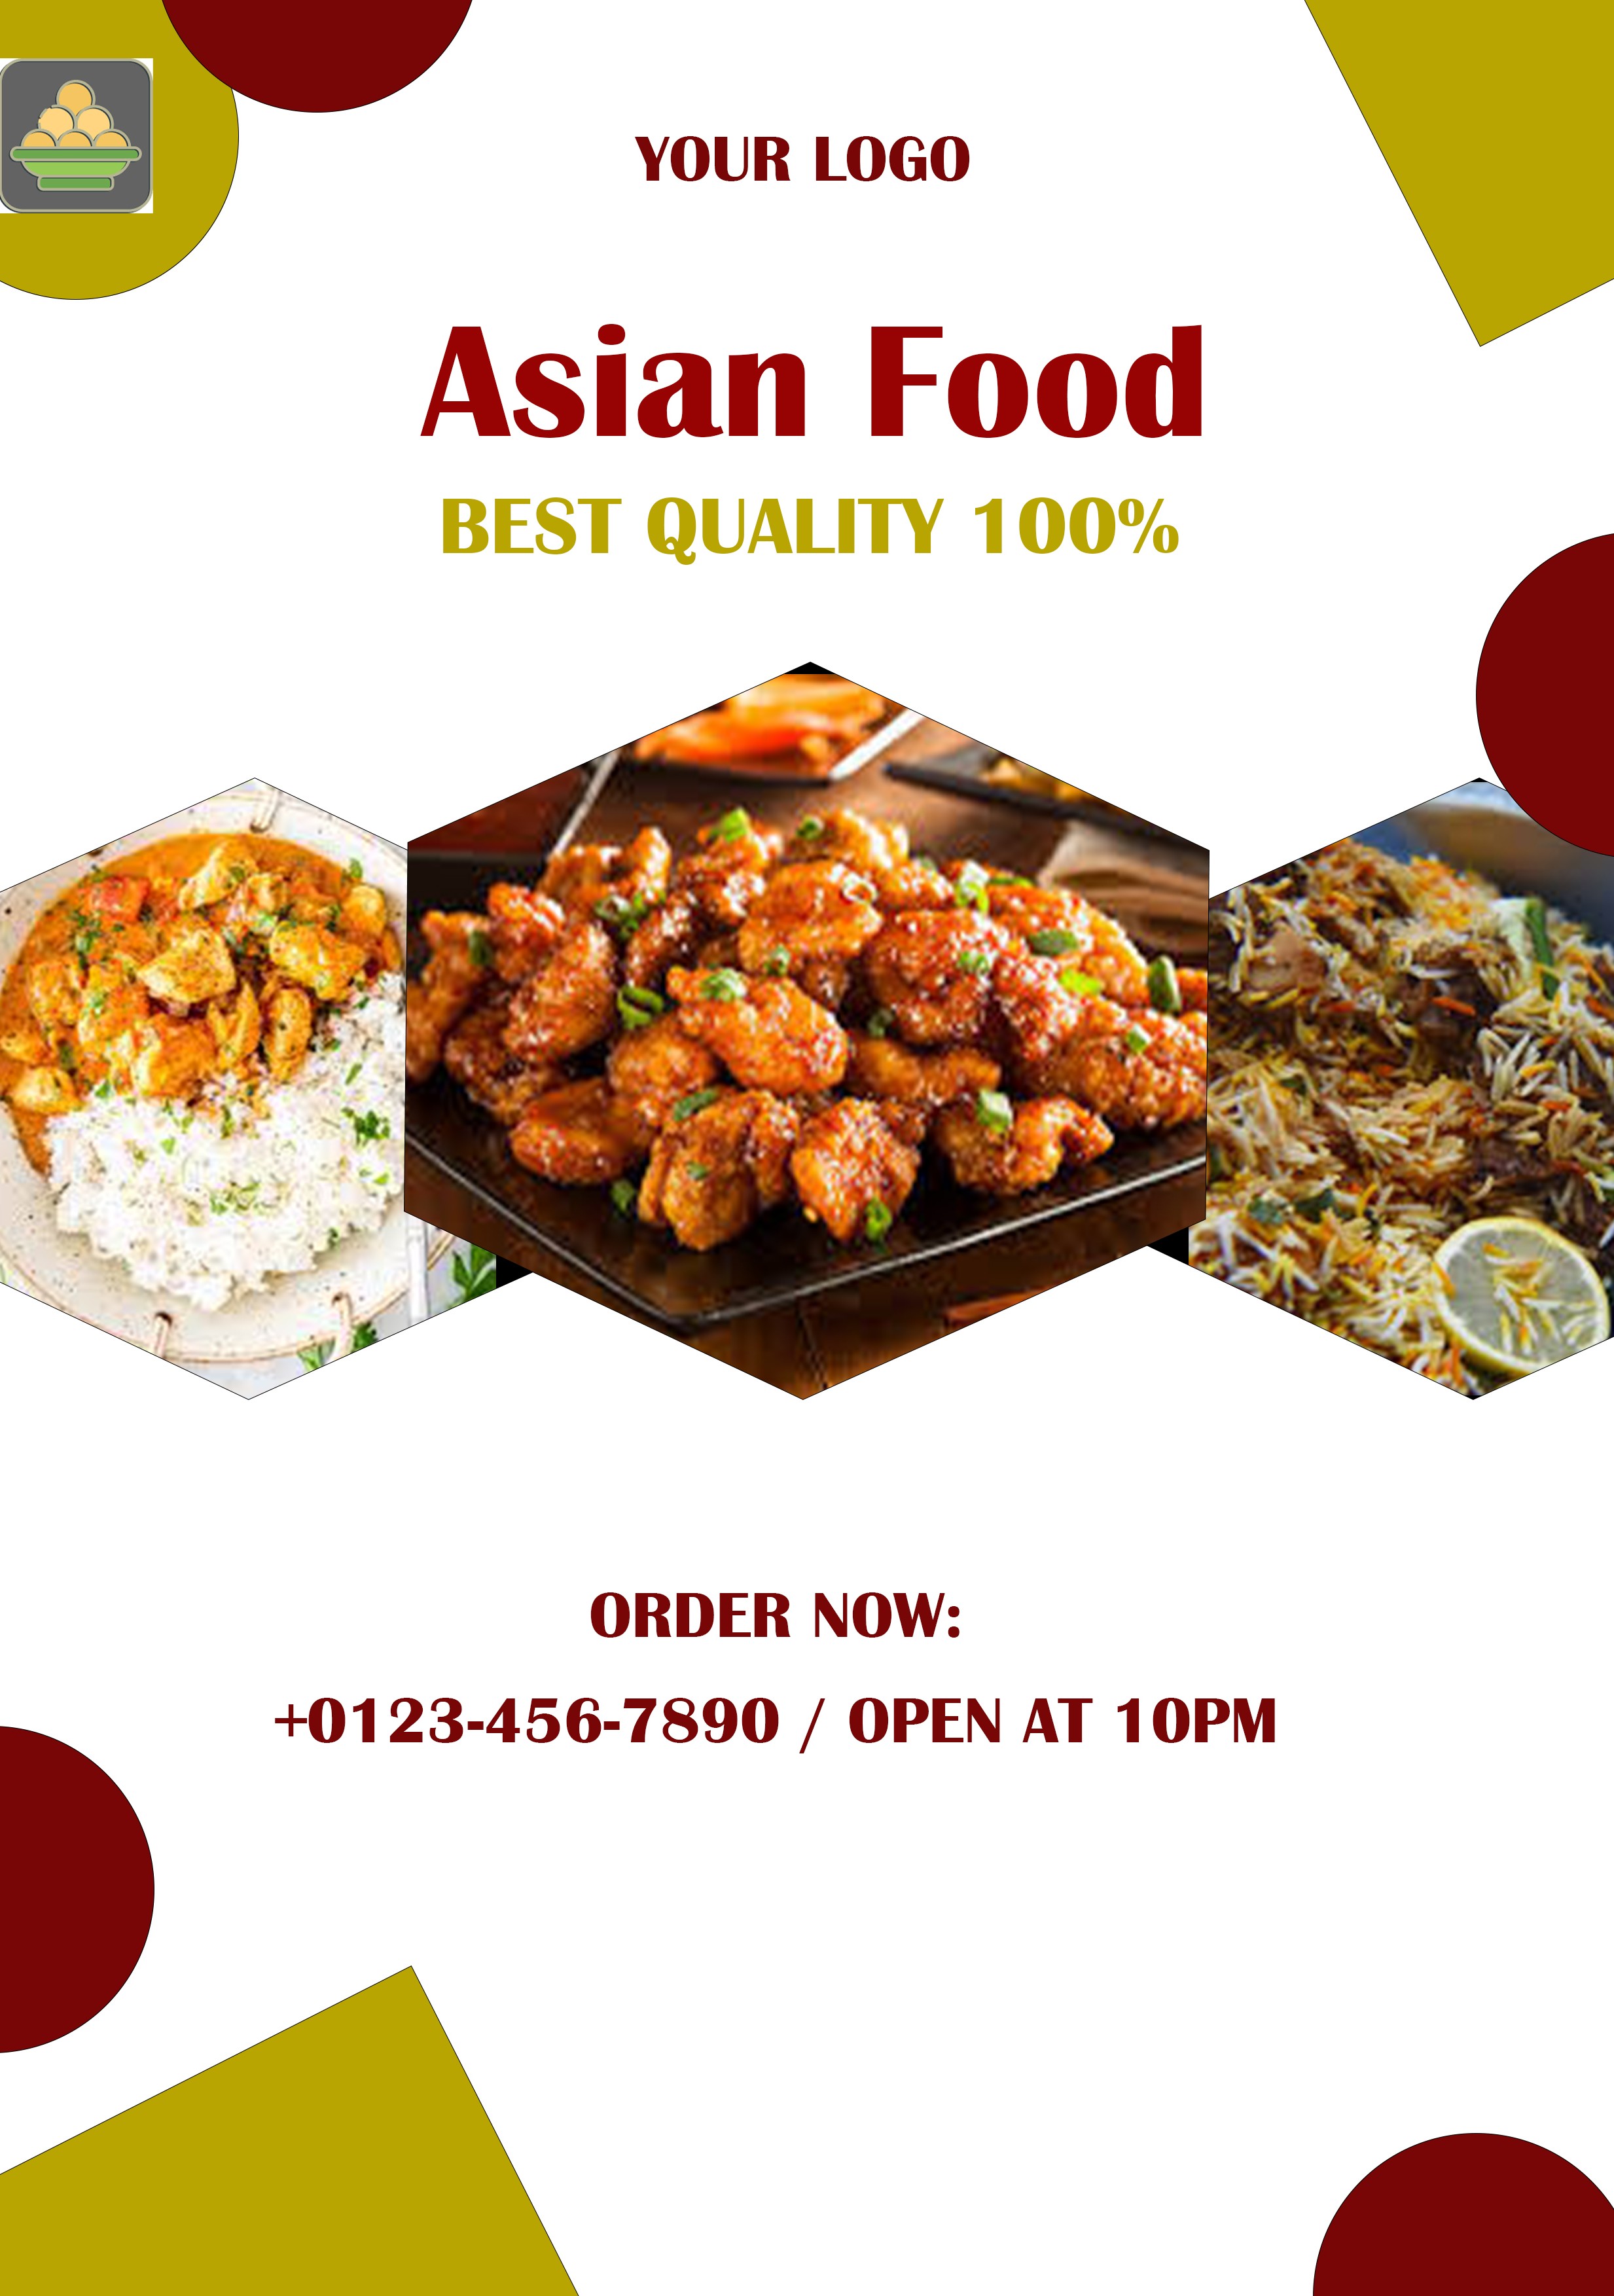 YOUR LOGO
Asian Food
BEST QUALITY 100%
ORDER NOW:
+0123-456-7890 / OPEN AT 10PM